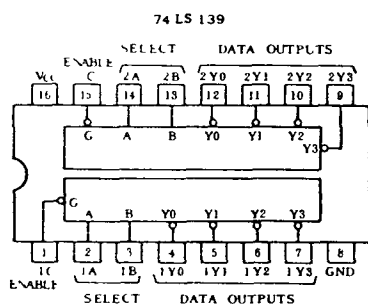 74 LS 139
SELECT DATA OUTPUTS
ENABLE
VCC C 2A 2B 2Y0 2Y1 2Y2 2Y3
16 15 14 13 12 11 10 9
G A B Y0 Y1 Y2
Y3
G
A B Y0 Y1 Y2 Y3
1 2 3 4 5 6 7 8
1A 1B 1Y0 1Y1 1Y2 1Y3 GND
ENABLE
SELECT DATA OUTPUTS